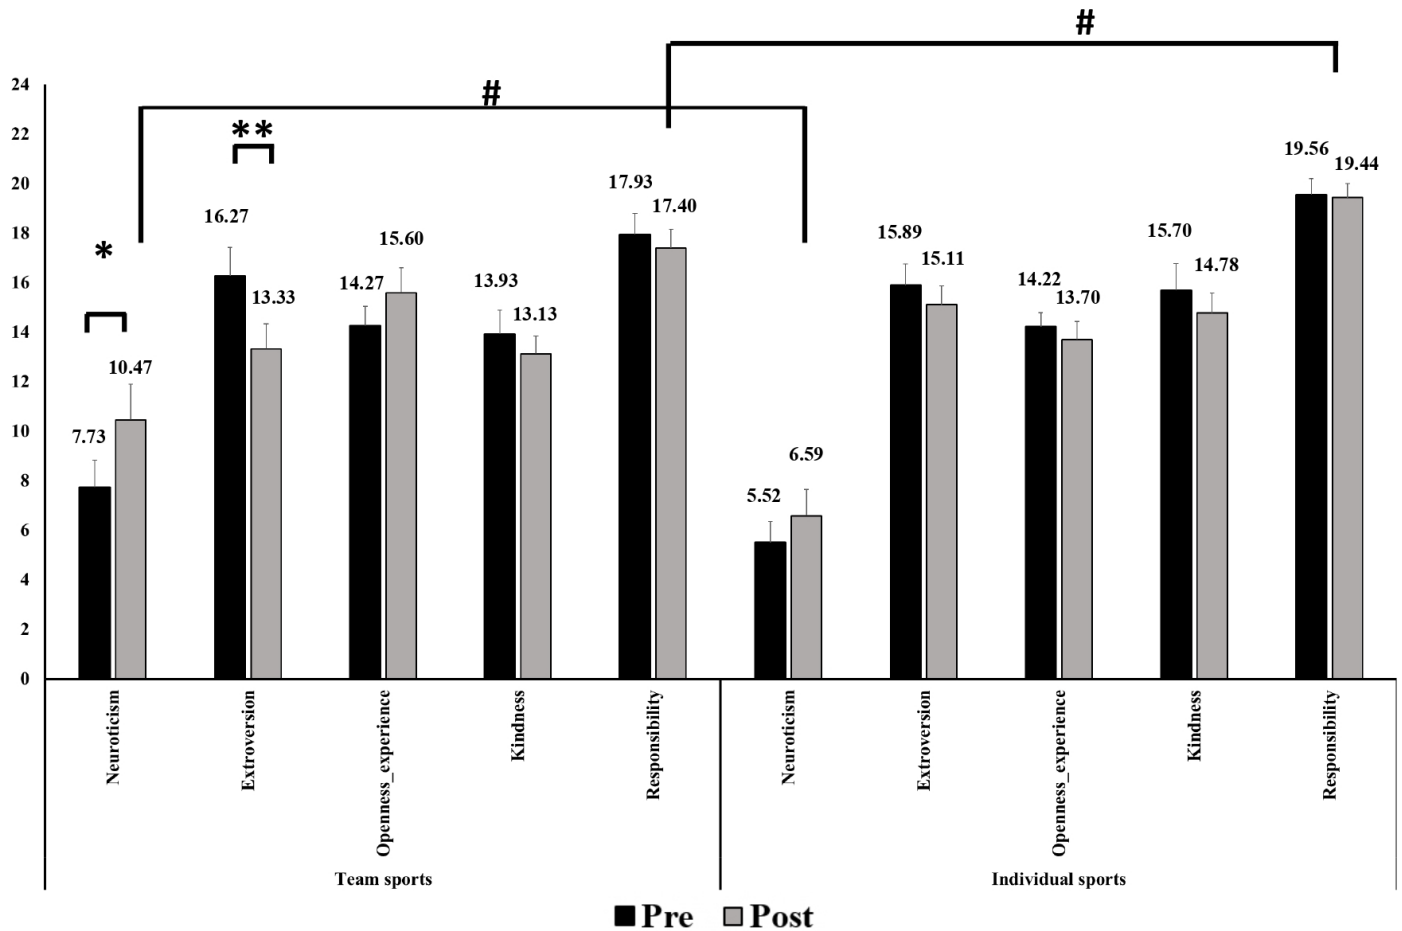 #
#
24
22
20
18
16
14
12
10
8
6
4
2
0
*
**
7.73
10.47
16.27
13.33
14.27
15.60
13.93
13.13
17.93
17.40
5.52
6.59
15.89
15.11
14.22
13.70
15.70
14.78
19.56
19.44
Neuroticism
Extroversion
Openness_experience
Kindness
Responsibility
Neuroticism
Extroversion
Openness_experience
Kindness
Responsibility
Team sports
Individual sports
Pre
Post